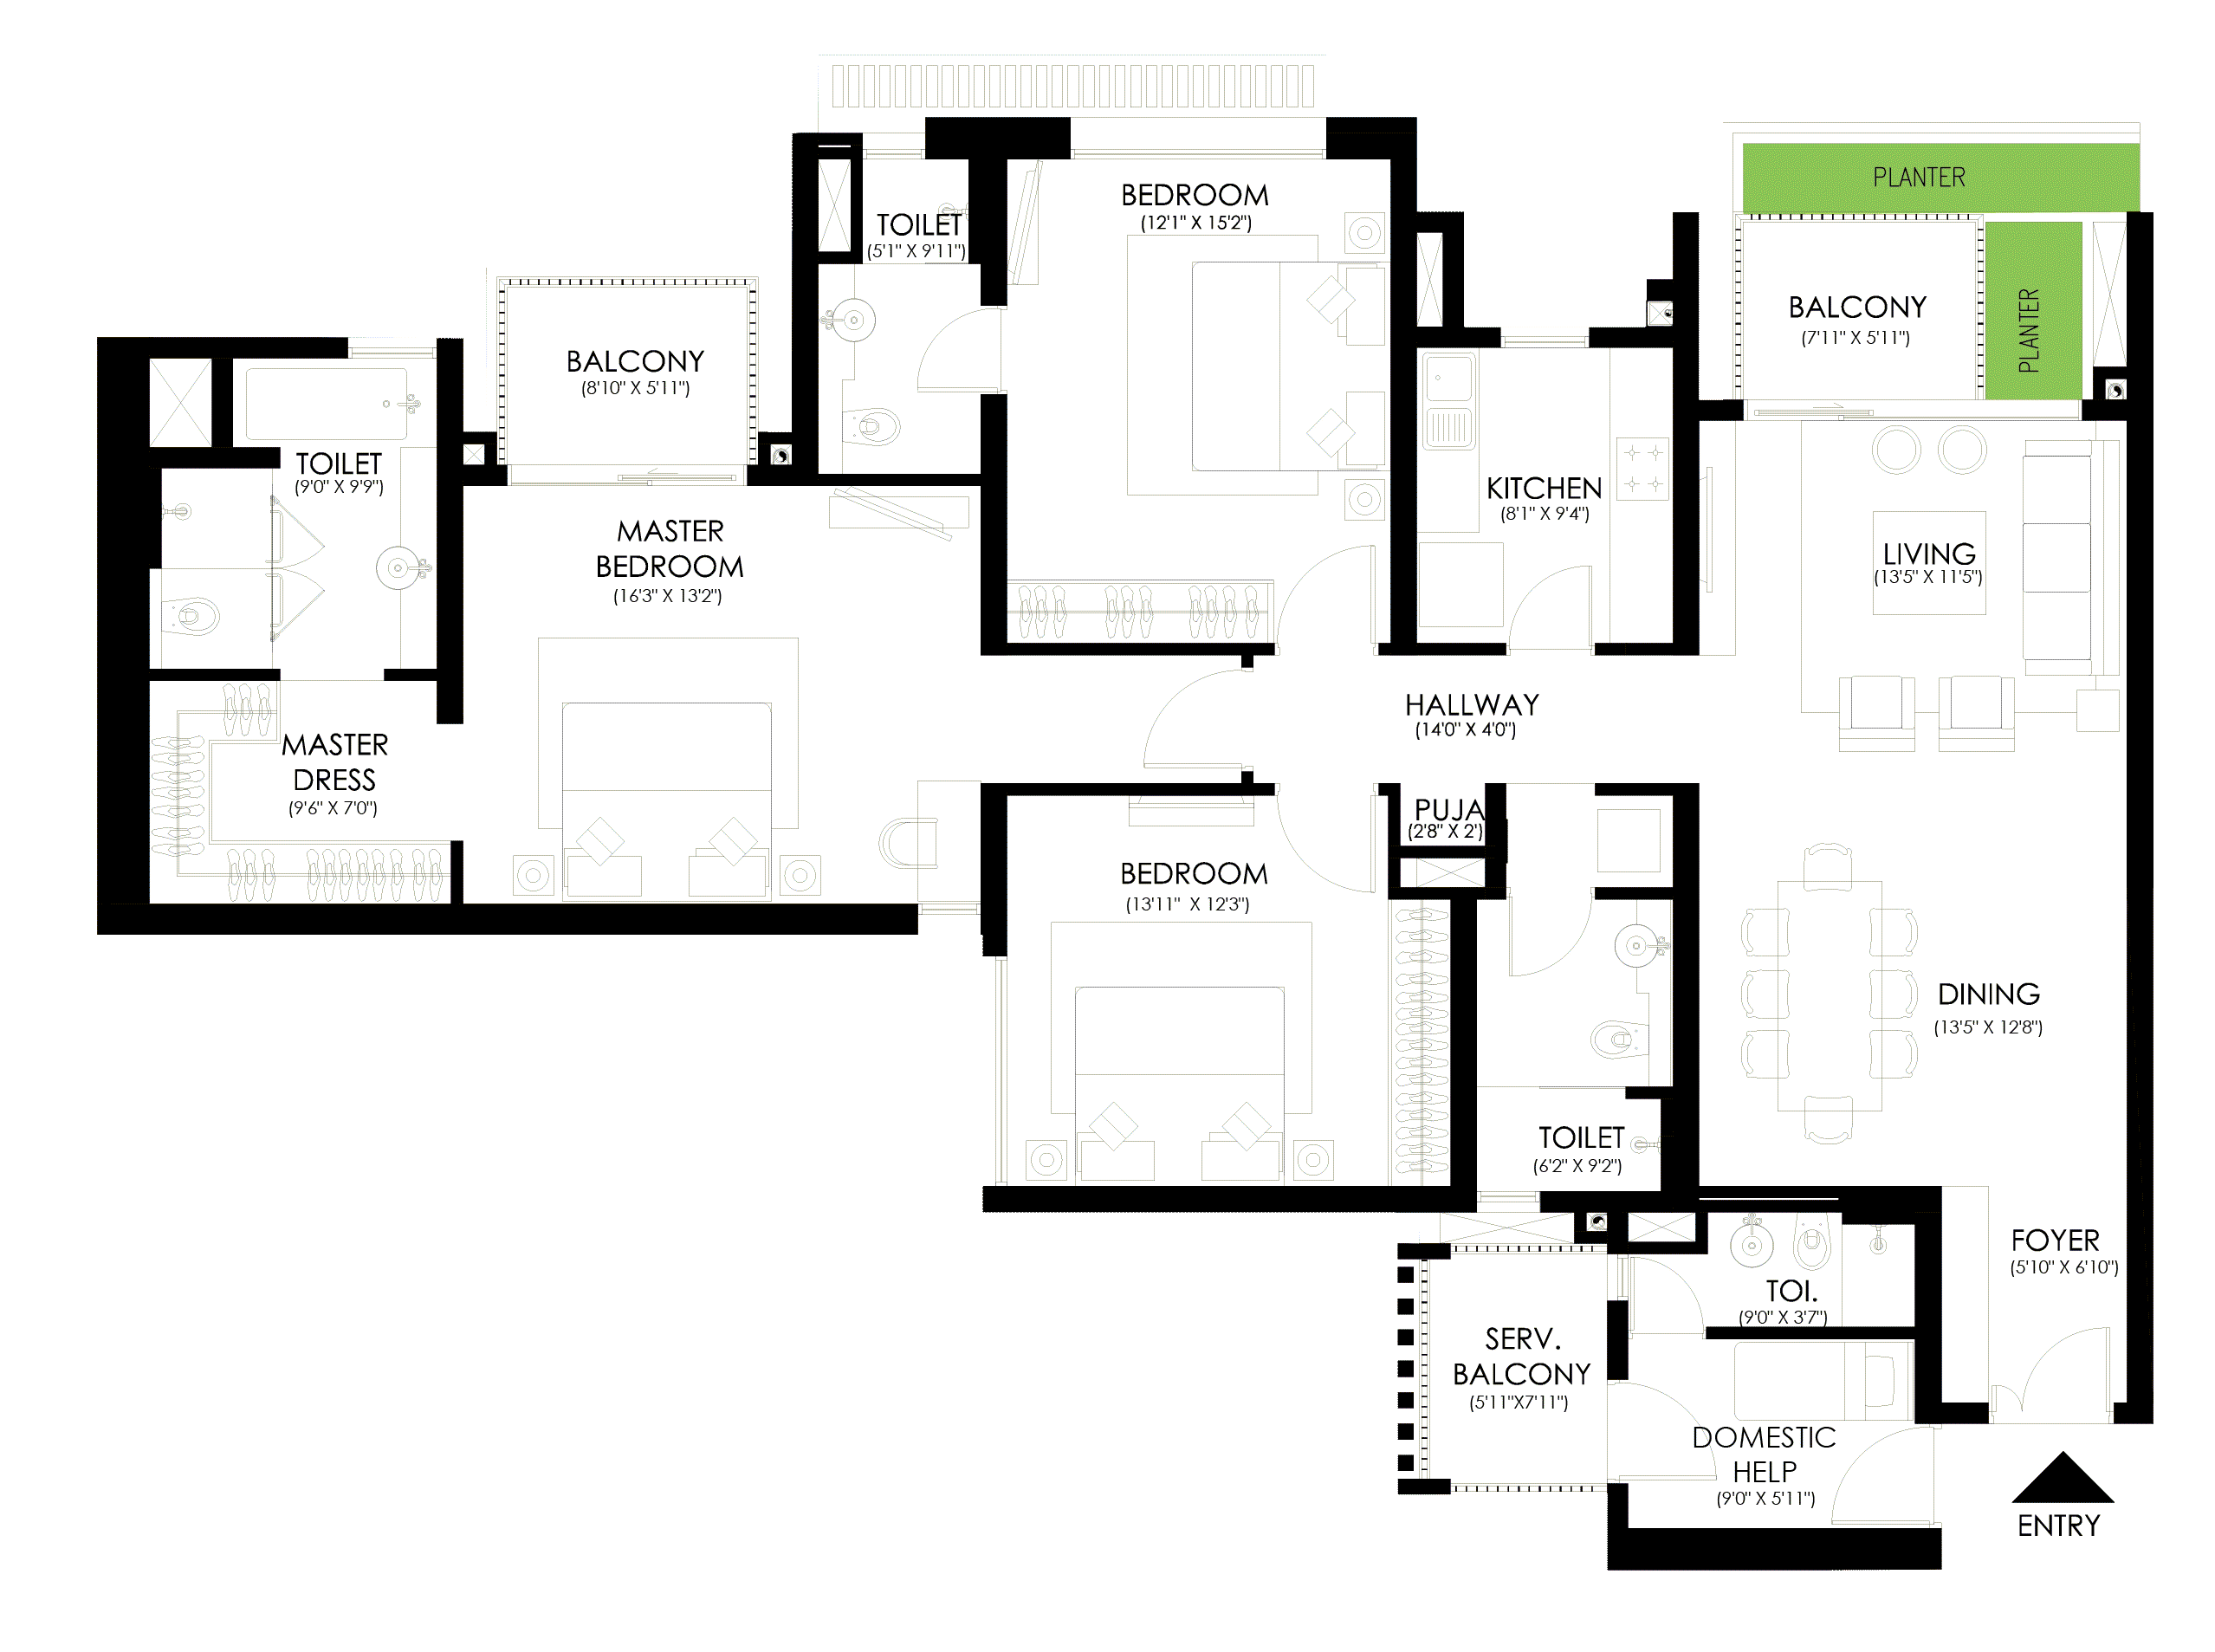 PLANTER
BEDROOM
(12'1" X 15'2")
TOILET
(5'1" X 9'11")
BALCONY
(7'11" X 5'11")
PLANTER
BALCONY
(8'10" X 5'11")
TOILET
(9'0" X 9'9")
KITCHEN
(8'1" X 9'4")
MASTER
BEDROOM
(16'3" X 13'2")
LIVING
(13'5" X 11'5")
HALLWAY
(14'0" X 4'0")
MASTER
DRESS
(9'6" X 7'0")
PUJA
(2'8" X 2')
BEDROOM
(13'11" X 12'3")
DINING
(13'5" X 12'8")
TOILET
(6'2" X 9'2")
FOYER
(5'10" X 6'10")
TOI.
(9'0" X 3'7")
SERV.
BALCONY
(5'11"X7'11")
DOMESTIC
HELP
(9'0" X 5'11")
ENTRY